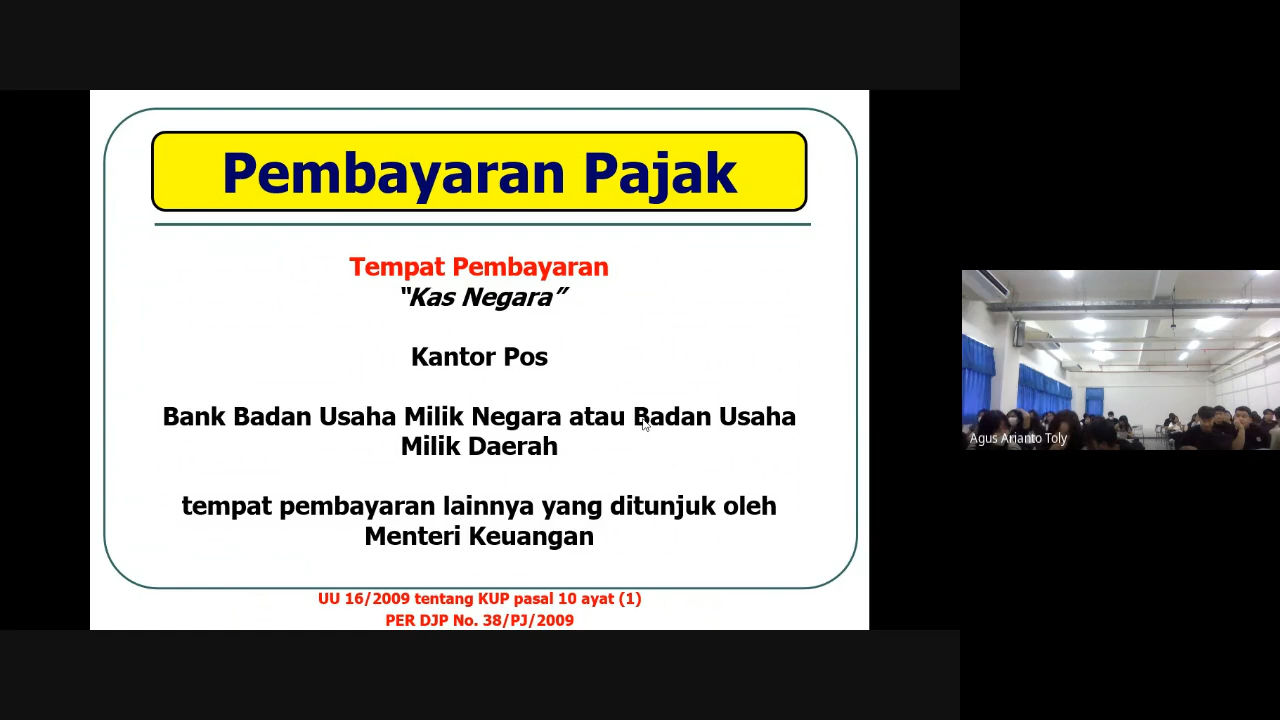 Pembayaran Pajak
Tempat Pembayaran
“Kas Negara”
Kantor Pos
Bank Badan Usaha Milik Negara atau Badan Usaha
Milik Daerah
tempat pembayaran lainnya yang ditunjuk oleh
Menteri Keuangan
UU 16/2009 tentang KUP pasal 10 ayat (1)
PER DJP No. 38/PJ/2009
Agus Arianto Toly